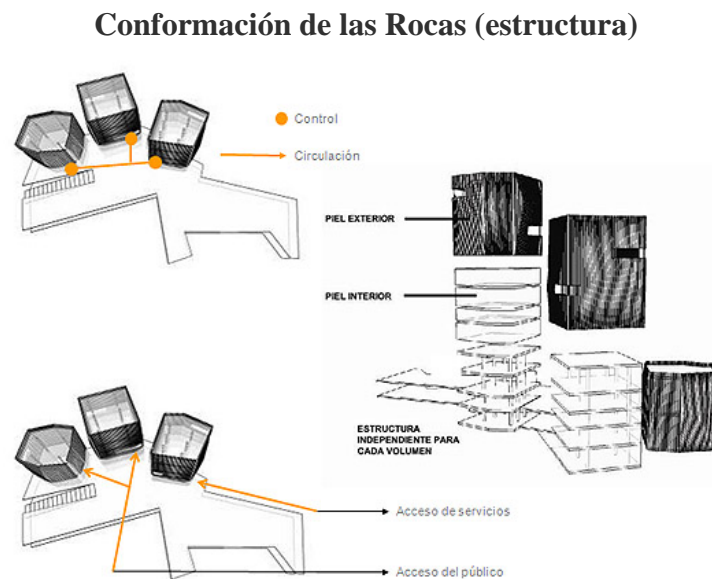 Conformación de las Rocas (estructura)
Control
Circulación
PIEL EXTERIOR
PIEL INTERIOR
ESTRUCTURA
INDEPENDIENTE PARA
CADA VOLUMEN
Acceso de servicios
Acceso del público